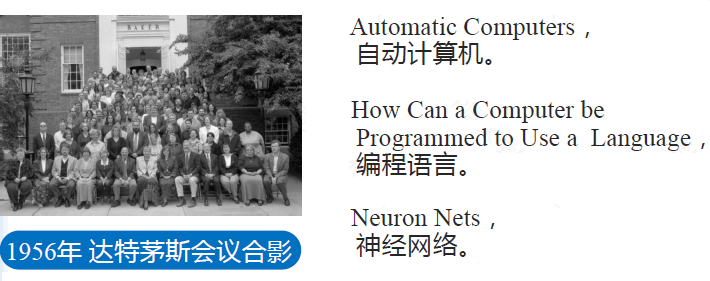 BAKER
1956年 达特茅斯会议合影
Automatic Computers，
自动计算机。
How Can a Computer be
Programmed to Use a Language，
编程语言。
Neuron Nets，
神经网络。